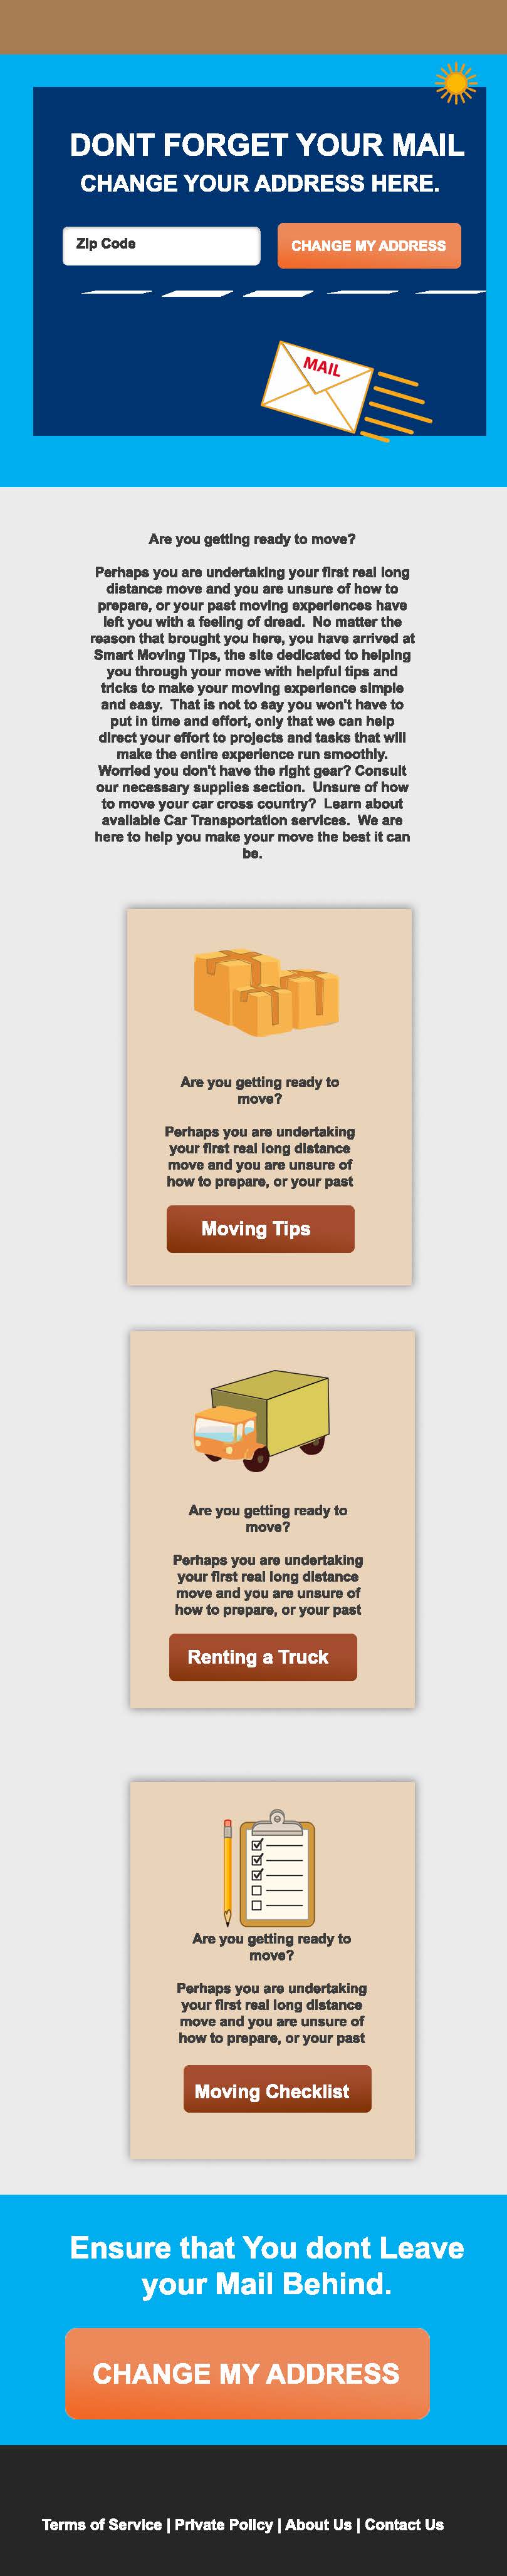 DONT FORGET YOUR MAIL
CHANGE YOUR ADDRESS HERE.
Zip Code
CHANGE MY ADDRESS
MAIL
Are you getting ready to move?
Perhaps you are undertaking your first real long
distance move and you are unsure of how to
prepare, or your past moving experiences have
left you with a feeling of dread.  No matter the
reason that brought you here, you have arrived at
Smart Moving Tips, the site dedicated to helping
you through your move with helpful tips and
tricks to make your moving experience simple
and easy.  That is not to say you won't have to
put in time and effort, only that we can help
direct your effort to projects and tasks that will
make the entire experience run smoothly.
Worried you don't have the right gear? Consult
our necessary supplies section.  Unsure of how
to move your car cross country?  Learn about
available Car Transportation services.  We are
here to help you make your move the best it can
be.
Are you getting ready to
move?
Perhaps you are undertaking
your first real long distance
move and you are unsure of
how to prepare, or your past
Moving Tips
Are you getting ready to
move?
Perhaps you are undertaking
your first real long distance
move and you are unsure of
how to prepare, or your past
Renting a Truck
Are you getting ready to
move?
Perhaps you are undertaking
your first real long distance
move and you are unsure of
how to prepare, or your past
Moving Checklist
Ensure that You dont Leave
your Mail Behind.
CHANGE MY ADDRESS
Terms of Service | Private Policy | About Us | Contact Us